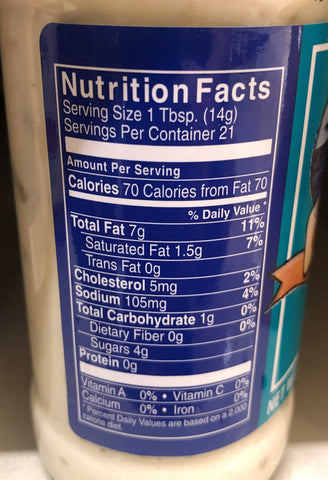 Nutrition Facts
Serving Size 1 Tbsp. (14g)
Servings Per Container 21
Amount Per Serving
Calories 70 Calories from Fat 70
% Daily Value *
Total Fat 7g 11%
Saturated Fat 1.5g 7%
Trans Fat 0g
Cholesterol 5mg 2%
Sodium 105mg 4%
Total Carbohydrate 1g 0%
Dietary Fiber 0g 0%
Sugars 4g
Protein 0g
Vitamin A 0% • Vitamin C 0%
Calcium 0% • Iron 0%
* Percent Daily Values are based on a 2,000
calorie diet.
NET